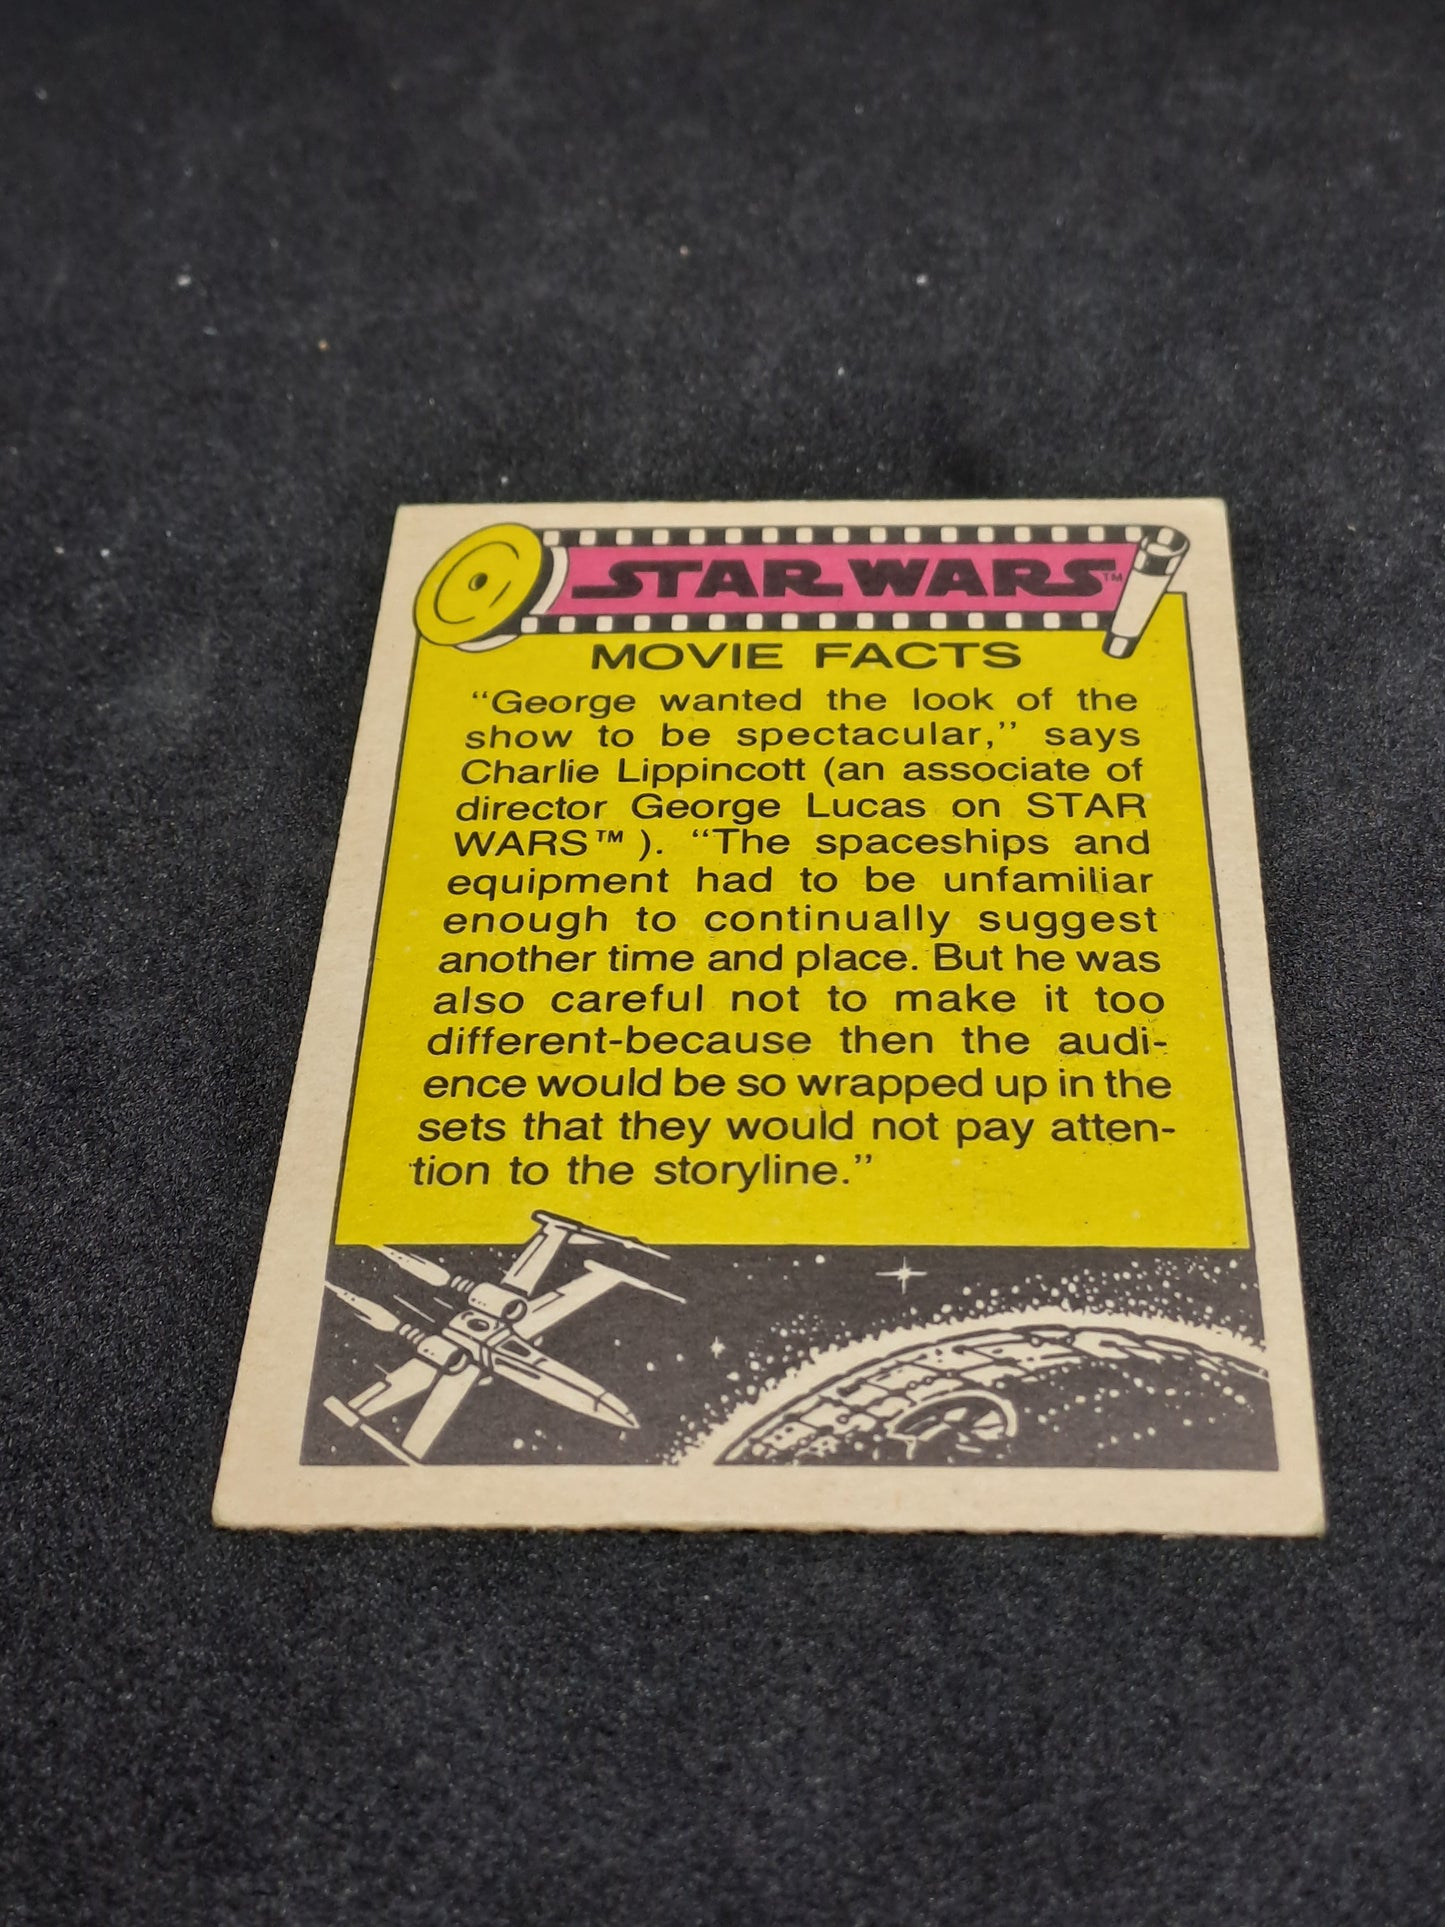 STAR WARS™
MOVIE FACTS
“George wanted the look of the
show to be spectacular,” says
Charlie Lippincott (an associate of
director George Lucas on STAR
WARS™ ). “The spaceships and
equipment had to be unfamiliar
enough to continually suggest
another time and place. But he was
also careful not to make it too
different-because then the audi-
ence would be so wrapped up in the
sets that they would not pay atten-
tion to the storyline.”